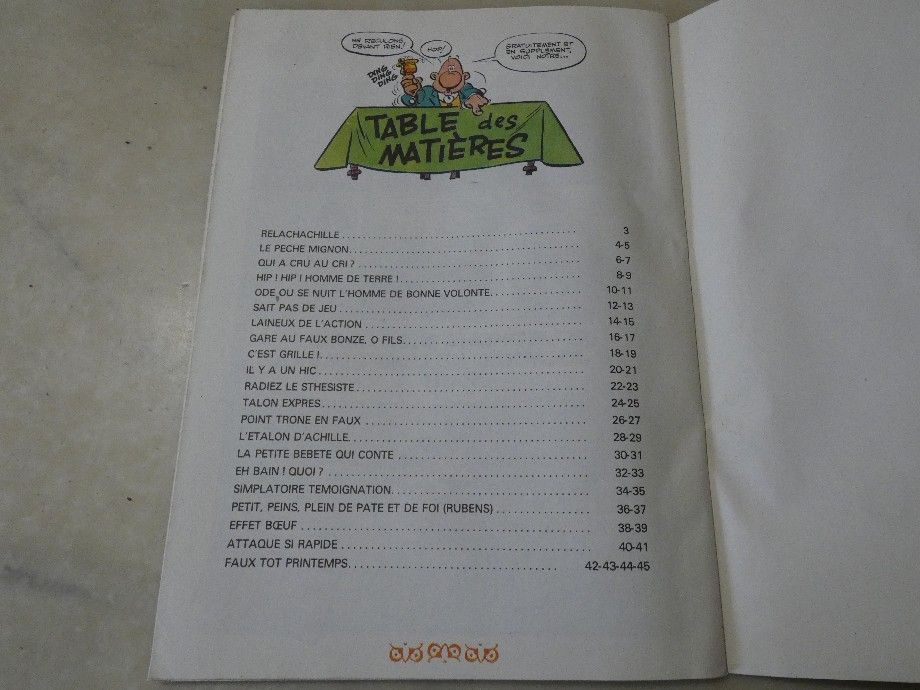 NE RECULONS
DEVANT RIEN!
HOP!
GRATUITEMENT ET
EN SUPPLÉMENT,
VOICI NOTRE...
DING
DING
DING
TABLE des
MATIÈRES
RELACHACHILLE 3
LE PECHE MIGNON 4-5
QUI A CRU AU CRI ? 6-7
HIP ! HIP ! HOMME DE TERRE ! 8-9
ODE, OU SE NUIT L'HOMME DE BONNE VOLONTE 10-11
SAIT PAS DE JEU 12-13
LAINEUX DE L'ACTION 14-15
GARE AU FAUX BONZE, O FILS 16-17
C'EST GRILLE ! 18-19
IL Y A UN HIC 20-21
RADIEZ LE STHESISTE 22-23
TALON EXPRES 24-25
POINT TRONE EN FAUX 26-27
L'ETALON D'ACHILLE 28-29
LA PETITE BEBETE QUI CONTE 30-31
EH BAIN ! QUOI ? 32-33
SIMPLATOIRE TEMOIGNATION 34-35
PETIT, PEINS, PLEIN DE PATE ET DE FOI (RUBENS) 36-37
EFFET BŒUF 38-39
ATTAQUE SI RAPIDE 40-41
FAUX TOT PRINTEMPS 42-43-44-45